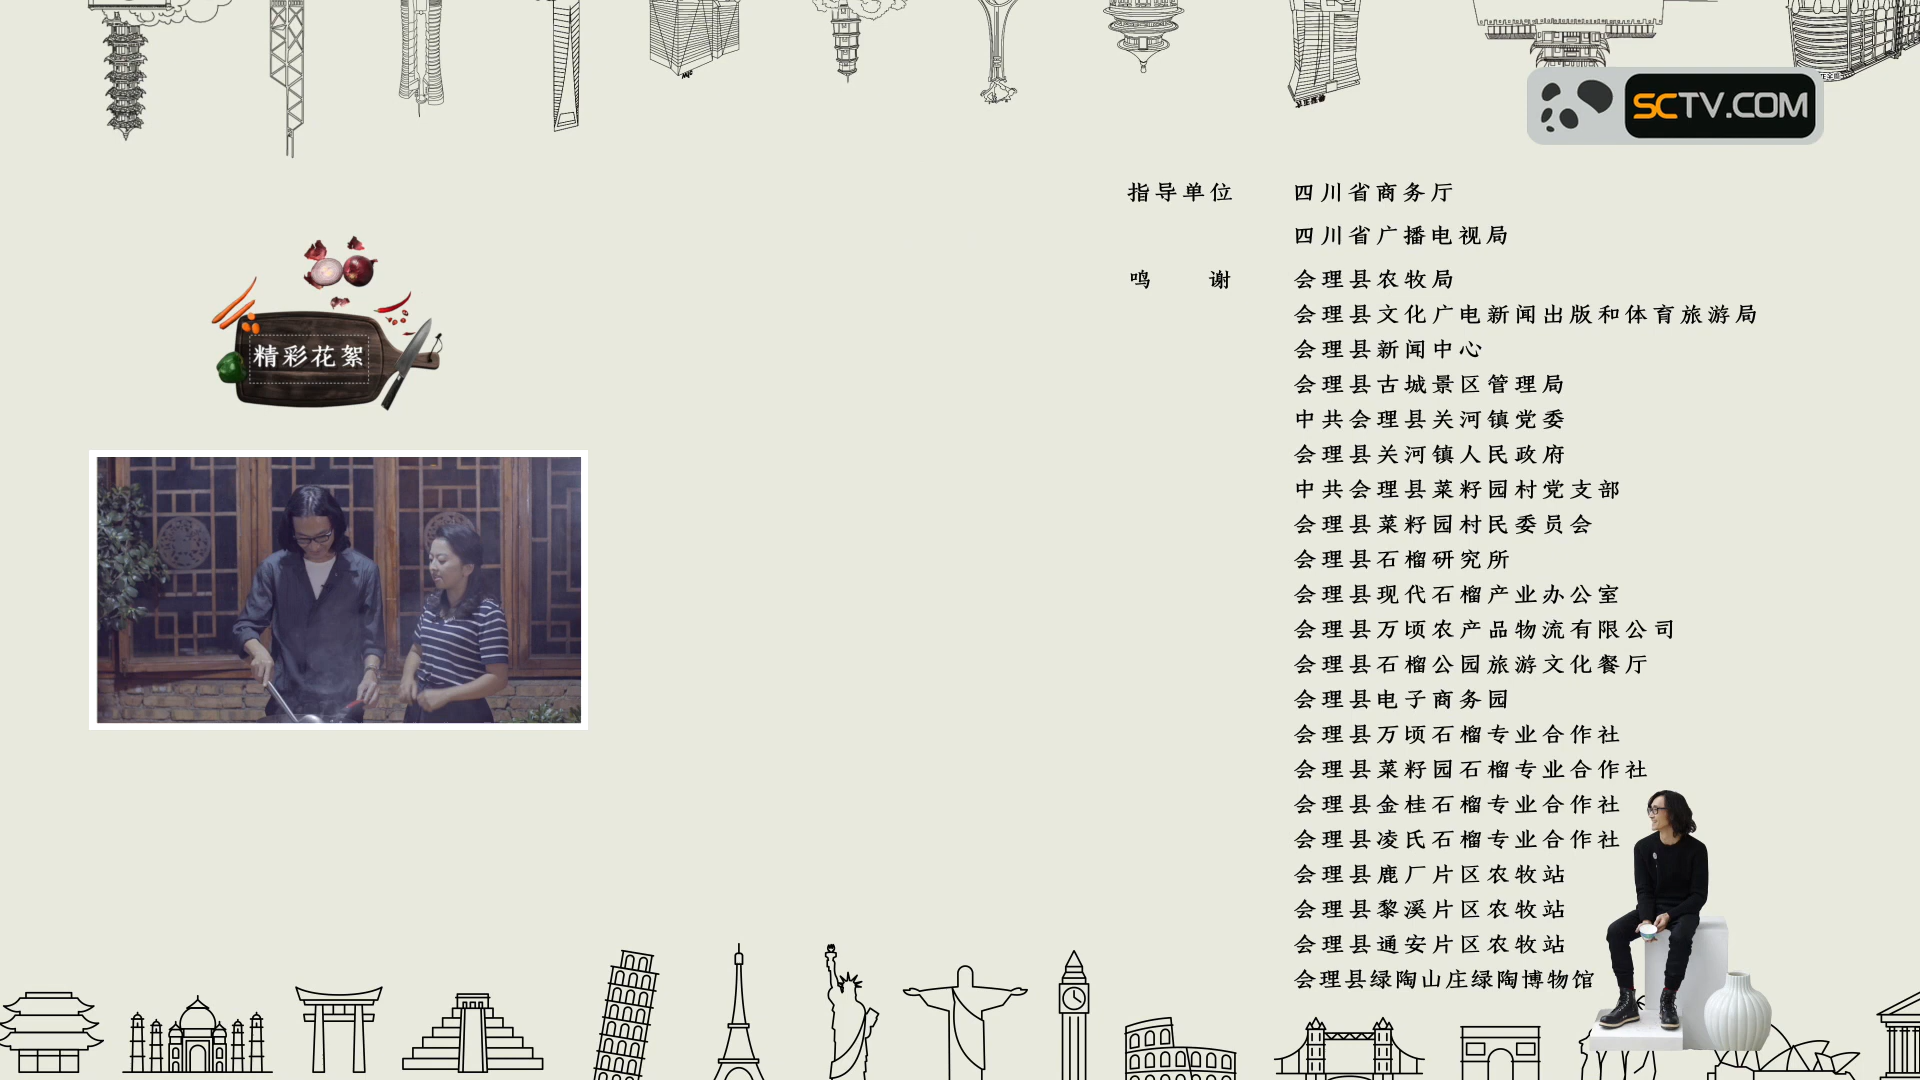 SCTV.COM
指导单位 四川省商务厅
四川省广播电视局
鸣谢 会理县农牧局
会理县文化广电新闻出版和体育旅游局
会理县新闻中心
会理县古城景区管理局
中共会理县关河镇党委
会理县关河镇人民政府
中共会理县菜籽园村党支部
会理县菜籽园村民委员会
会理县石榴研究所
会理县现代石榴产业办公室
会理县万顷农产品物流有限公司
会理县石榴公园旅游文化餐厅
会理县电子商务园
会理县万顷石榴专业合作社
会理县菜籽园石榴专业合作社
会理县金桂石榴专业合作社
会理县凌氏石榴专业合作社
会理县鹿厂片区农牧站
会理县黎溪片区农牧站
会理县通安片区农牧站
会理县绿陶山庄绿陶博物馆
精彩花絮